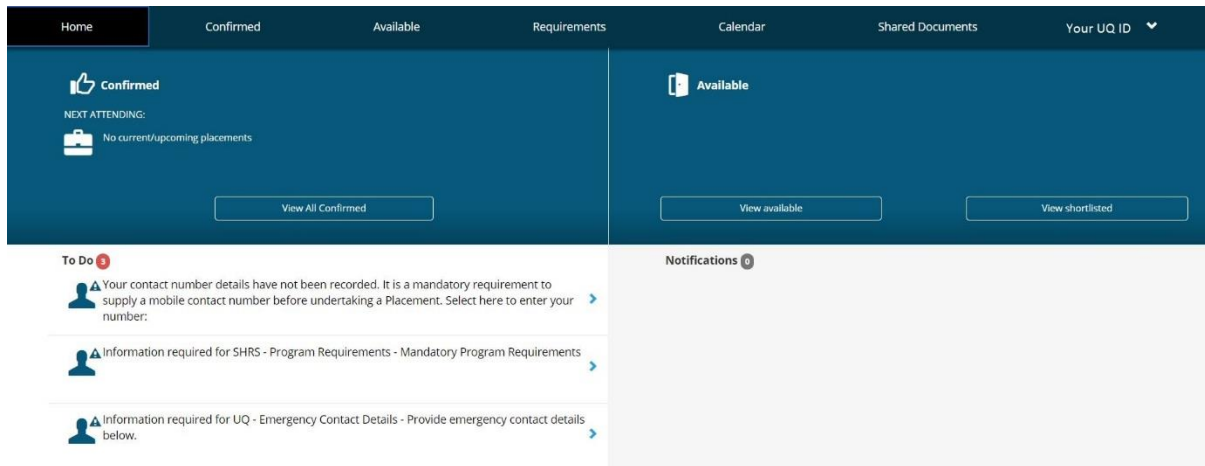 Home Confirmed Available Requirements Calendar Shared Documents Your UQ ID
Confirmed
NEXT ATTENDING:
No current/upcoming placements
View All Confirmed
Available
View available View shortlisted
To Do 3
Your contact number details have not been recorded. It is a mandatory requirement to
supply a mobile contact number before undertaking a Placement. Select here to enter your
number:
Information required for SHRS - Program Requirements - Mandatory Program Requirements
Information required for UQ - Emergency Contact Details - Provide emergency contact details
below.
Notifications 0